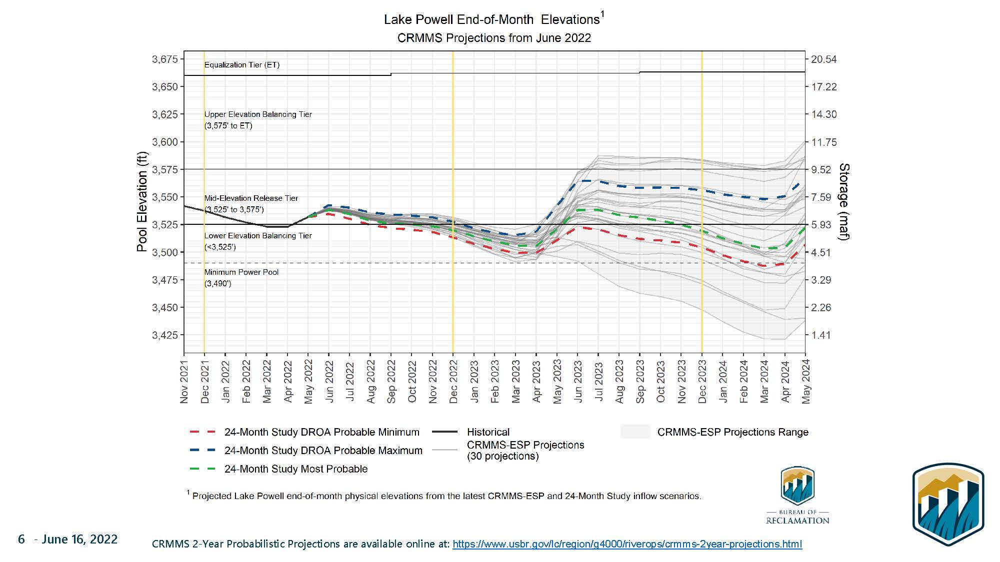 Lake Powell End-of-Month Elevations1
CRMMS Projections from June 2022
Pool Elevation (ft)
3,675
3,650
3,625
3,600
3,575
3,550
3,525
3,500
3,475
3,450
3,425
Equalization Tier (ET)
Upper Elevation Balancing Tier
(3,575' to ET)
Mid-Elevation Release Tier
(3,525' to 3,575')
Lower Elevation Balancing Tier
(<3,525')
Minimum Power Pool
(3,490')
20.54
17.22
14.30
11.75
9.52
7.59
5.93
4.51
3.29
2.26
1.41
Storage (maf)
Nov 2021
Dec 2021
Jan 2022
Feb 2022
Mar 2022
Apr 2022
May 2022
Jun 2022
Jul 2022
Aug 2022
Sep 2022
Oct 2022
Nov 2022
Dec 2022
Jan 2023
Feb 2023
Mar 2023
Apr 2023
May 2023
Jun 2023
Jul 2023
Aug 2023
Sep 2023
Oct 2023
Nov 2023
Dec 2023
Jan 2024
Feb 2024
Mar 2024
Apr 2024
May 2024
24-Month Study DROA Probable Minimum
24-Month Study DROA Probable Maximum
24-Month Study Most Probable
Historical
CRMMS-ESP Projections
(30 projections)
CRMMS-ESP Projections Range
1 Projected Lake Powell end-of-month physical elevations from the latest CRMMS-ESP and 24-Month Study inflow scenarios.
BUREAU OF
RECLAMATION
6 - June 16, 2022
CRMMS 2-Year Probabilistic Projections are available online at: https://www.usbr.gov/lc/region/g4000/riverops/crmms-2year-projections.html